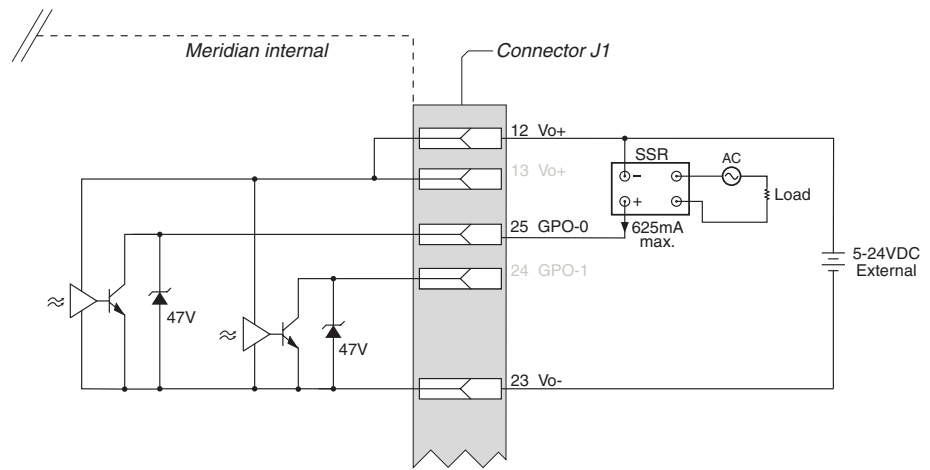 Meridian internal
Connector J1
12 Vo+
13 Vo+
SSR
AC
Load
- 
+
25 GPO-0
625mA
max.
24 GPO-1
5-24VDC
External
47V
47V
23 Vo-